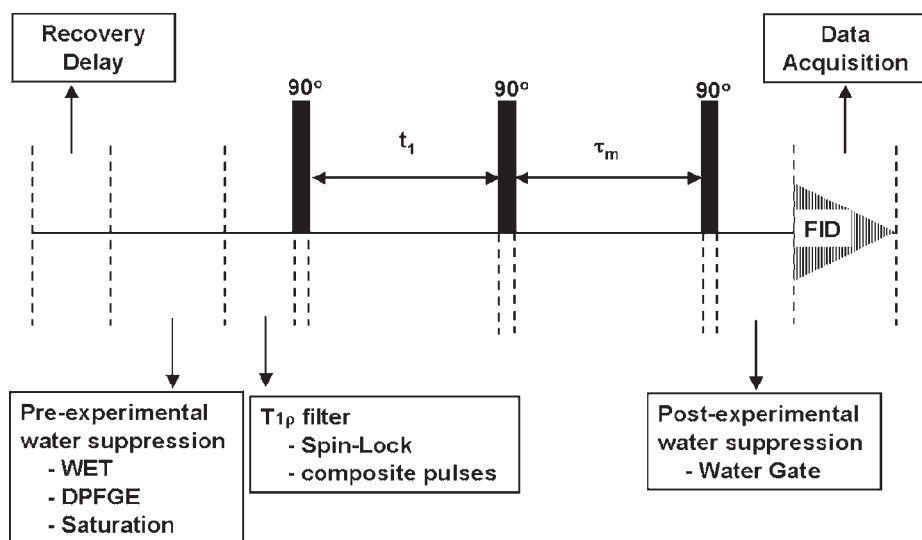 Recovery
Delay
Data
Acquisition
90°
90°
90°
t₁
τₘ
FID
Pre-experimental
water suppression
- WET
- DPFGE
- Saturation
T₁ρ filter
- Spin-Lock
- composite pulses
Post-experimental
water suppression
- Water Gate